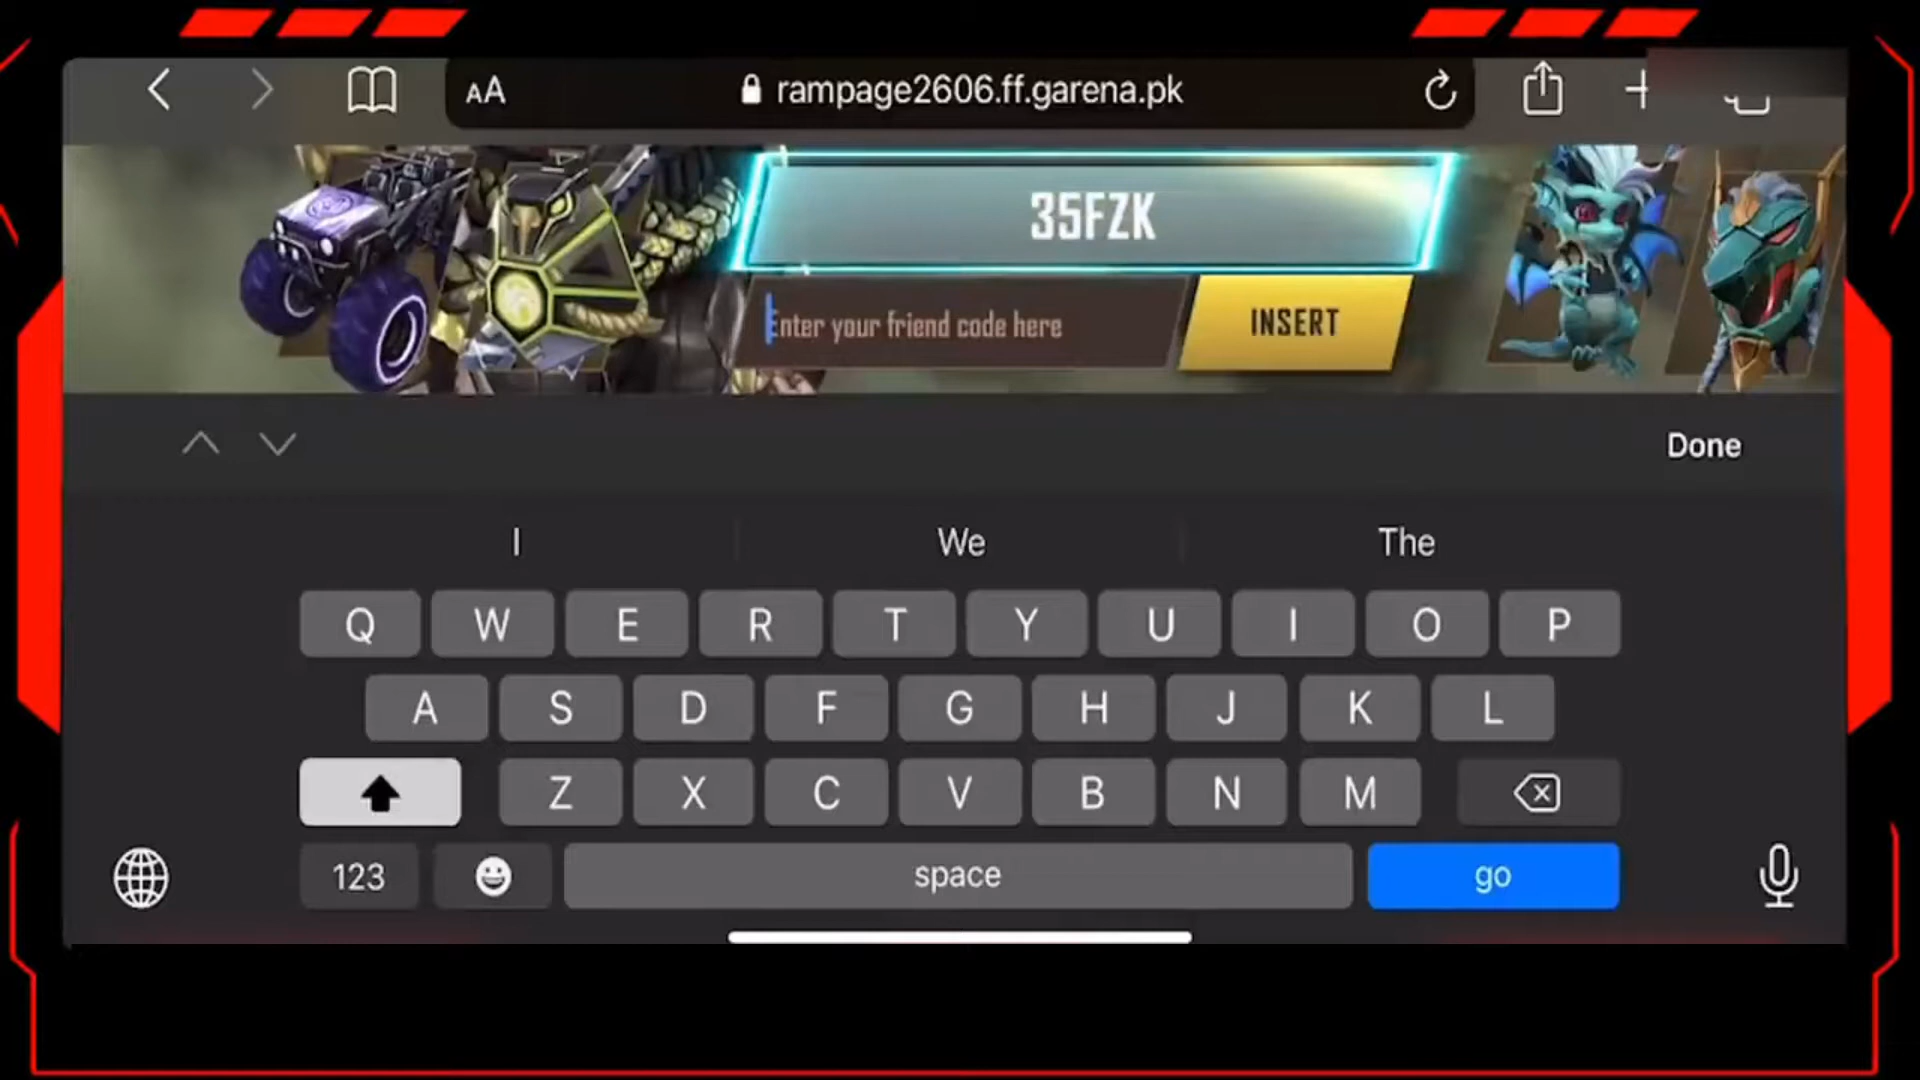 AA rampage2606.ff.garena.pk
35FZK
Enter your friend code here INSERT
Done
I We The
Q W E R T Y U I O P
A S D F G H J K L
Z X C V B N M
123 space go